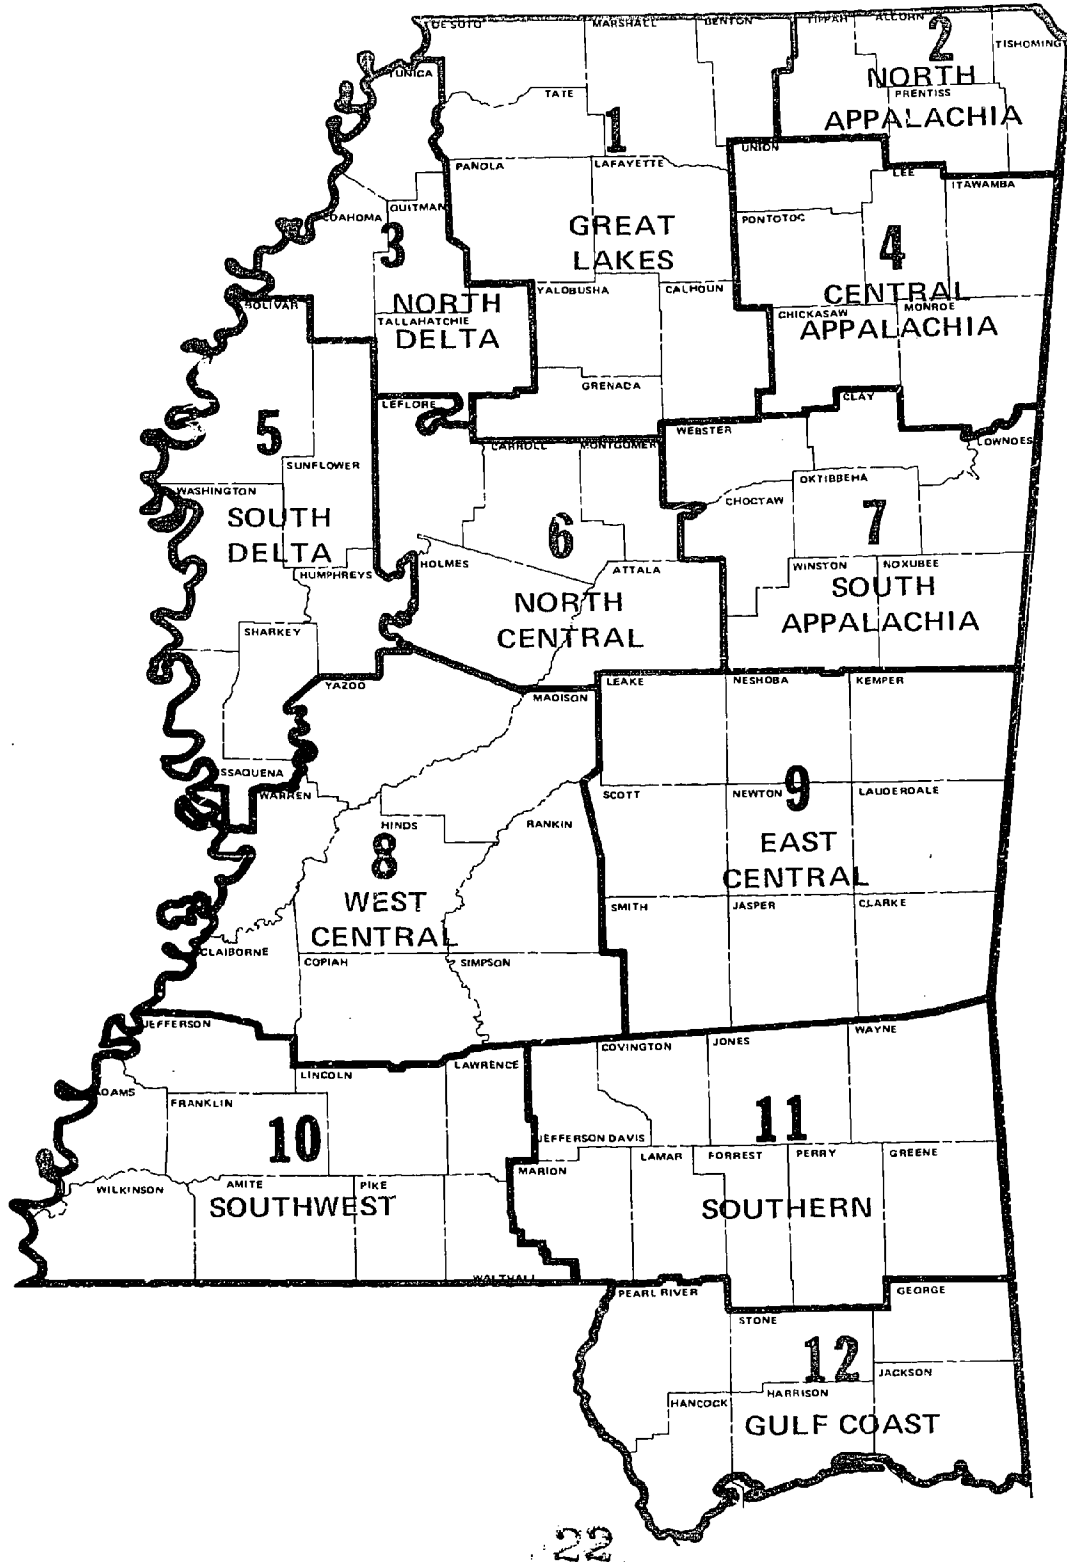 DESOTO MARSHALL BENTON TIPPAH ALCORN
2
TISHOMING
TUNICA
NORTH
TATE
PRENTISS
1
APPALACHIA
UNION
PANOLA LAFAYETTE
LEE
ITAWAMBA
QUITMAN
COAHOMA
PONTOTOC
3
GREAT
LAKES
4
YALOBUSHA CALHOUN
CENTRAL
BOLIVAR
NORTH
CHICKASAW MONROE
TALLAHATCHIE
APPALACHIA
DELTA
GRENADA
LEFLORE
CLAY
5
WEBSTER
CARROLL MONTGOMER
LOWNDES
SUNFLOWER
OKTIBBEHA
WASHINGTON
CHOCTAW
SOUTH
DELTA
6
7
HOLMES
ATTALA
WINSTON NOXUBEE
HUMPHREYS
SOUTH
NORTH
APPALACHIA
SHARKEY
CENTRAL
YAZOO
LEAKE NESHOBA KEMPER
MADISON
ISSAQUENA
WARREN
SCOTT NEWTON LAUDERDALE
9
HINDS RANKIN
8
EAST
CENTRAL
WEST
SMITH JASPER CLARKE
CENTRAL
CLAIBORNE
COPIAH SIMPSON
JEFFERSON
WAYNE
COVINGTON JONES
LAWRENCE
LINCOLN
ADAMS
FRANKLIN
10
11
JEFFERSON DAVIS
MARION LAMAR FORREST PERRY GREENE
WILKINSON AMITE PIKE
SOUTHWEST
SOUTHERN
WALTHALL
PEARL RIVER GEORGE
STONE
12
JACKSON
HANCOCK HARRISON
GULF COAST
22